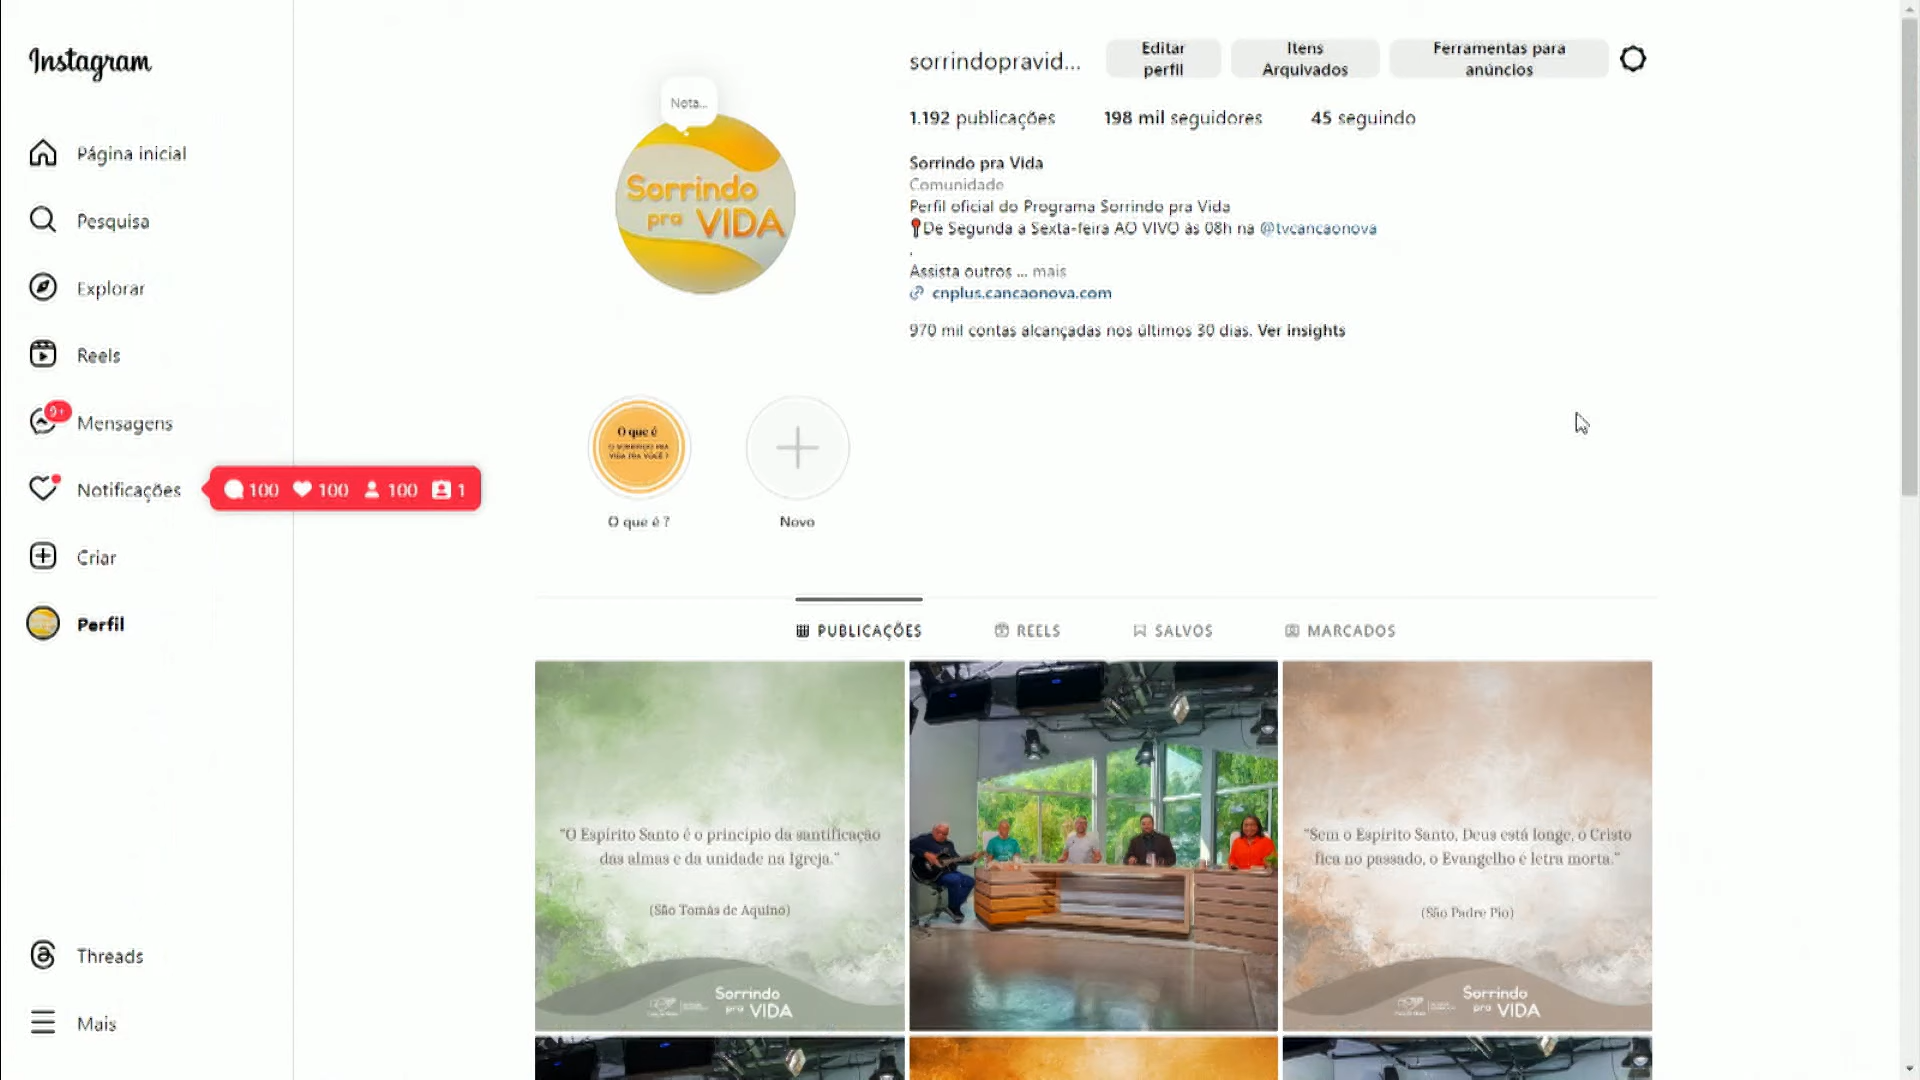 Instagram
Página inicial
Pesquisa
Explorar
Reels
9+
Mensagens
Notificações
100 100 100 1
Criar
Perfil
Threads
Mais
Nota...
Sorrindo
pra VIDA
sorrindopravid...
Editar
perfil
Itens
Arquivados
Ferramentas para
anúncios
1.192 publicações 198 mil seguidores 45 seguindo
Sorrindo pra Vida
Comunidade
Perfil oficial do Programa Sorrindo pra Vida
De Segunda a Sexta-feira AO VIVO às 08h na @tvcancaonova
.
Assista outros ... mais
cnplus.cancaonova.com
970 mil contas alcançadas nos últimos 30 dias. Ver insights
O que é
O SORRINDO PRA
VIDA PRA VOCÊ ?
O que é ?
Novo
PUBLICAÇÕES REELS SALVOS MARCADOS
"O Espírito Santo é o princípio da santificação
das almas e da unidade na Igreja."
(São Tomás de Aquino)
Sorrindo
pra VIDA
"Sem o Espírito Santo, Deus está longe, o Cristo
fica no passado, o Evangelho é letra morta."
(São Padre Pio)
Sorrindo
pra VIDA